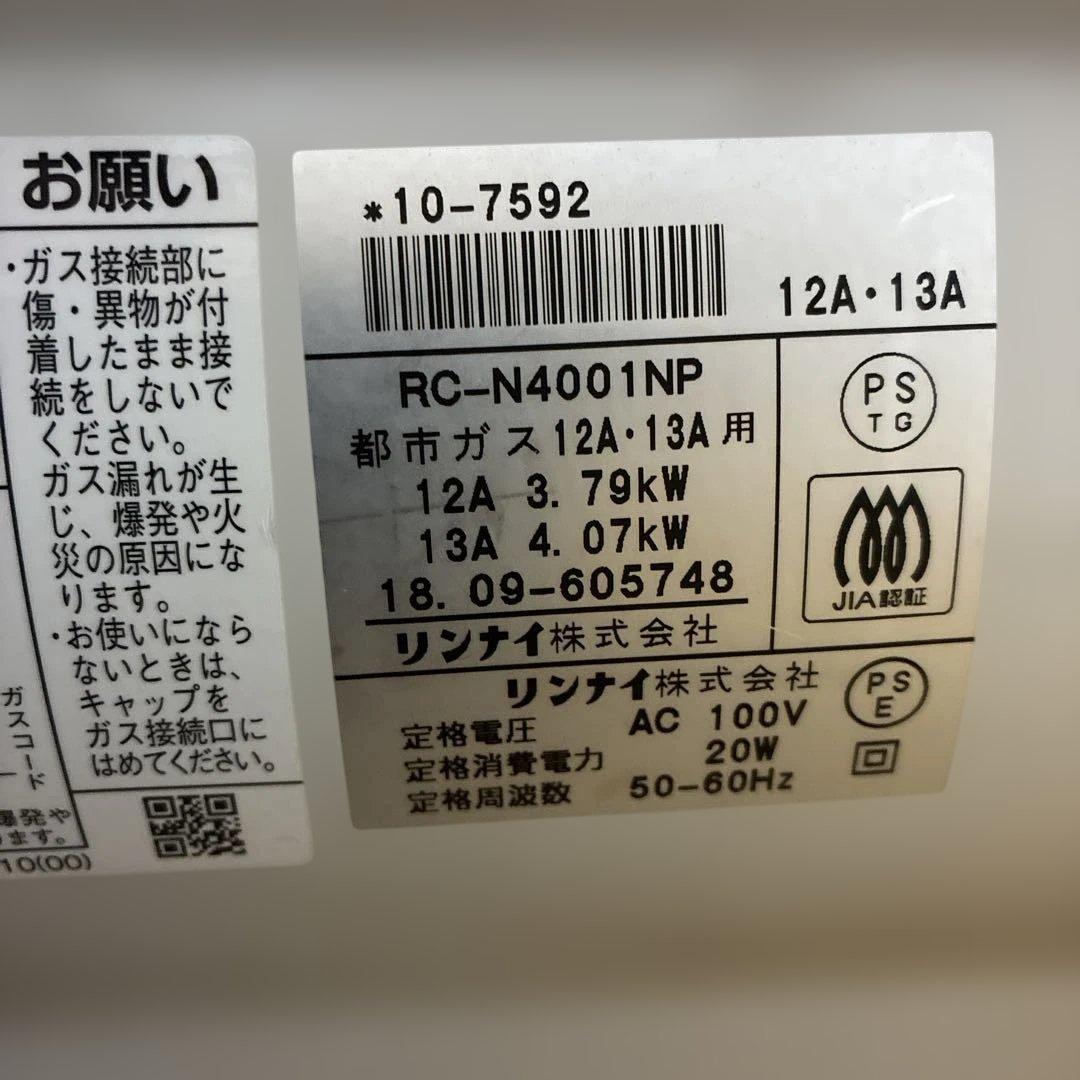 お願い
・ガス接続部に
傷・異物が付
着したまま接
続をしないで
ください。
ガス漏れが生
じ、爆発や火
災の原因にな
ります。
・お使いになら
ないときは、
キャップを
ガス接続口に
はめてください。
ガスコード
爆発や
ます。
10(00)
*10-7592
12A・13A
RC-N4001NP
都市ガス12A・13A用
12A 3.79kW
13A 4.07kW
18.09-605748
リンナイ株式会社
PS
TG
JIA認証
リンナイ株式会社
定格電圧 AC 100V
定格消費電力 20W
定格周波数 50-60Hz
PS
E